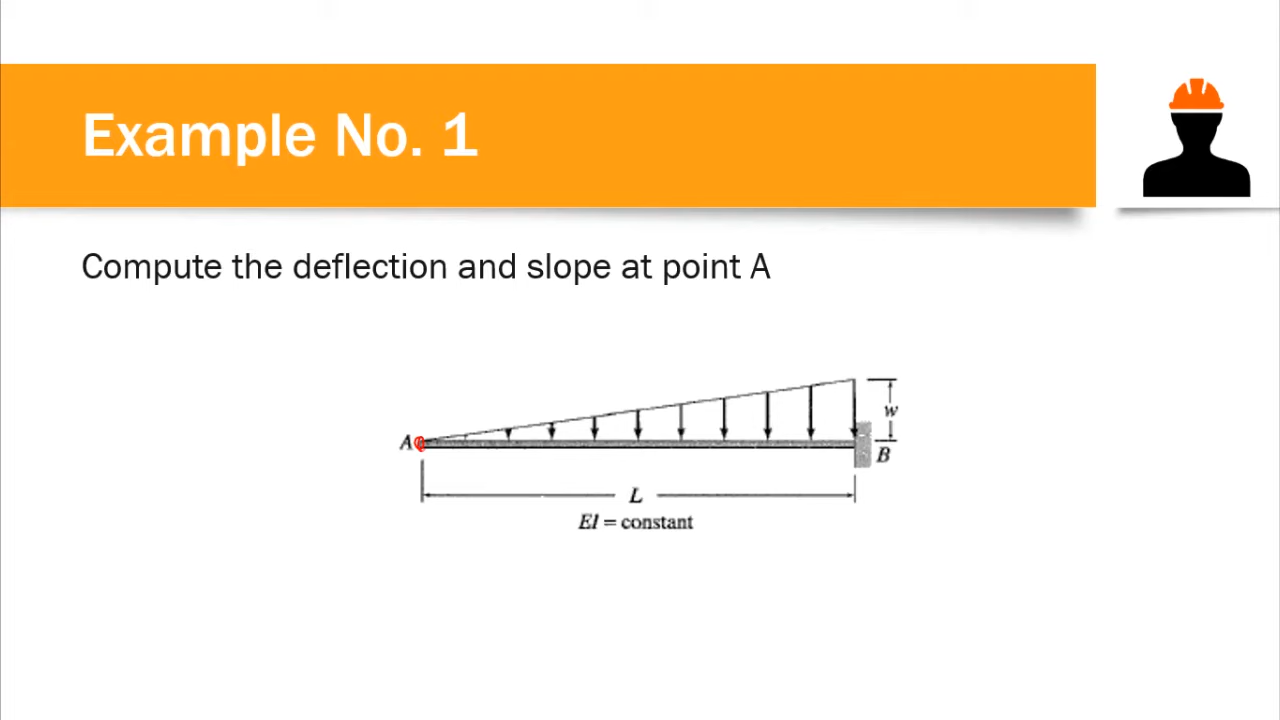 Example No. 1
Compute the deflection and slope at point A
w
A
B
L
EI = constant